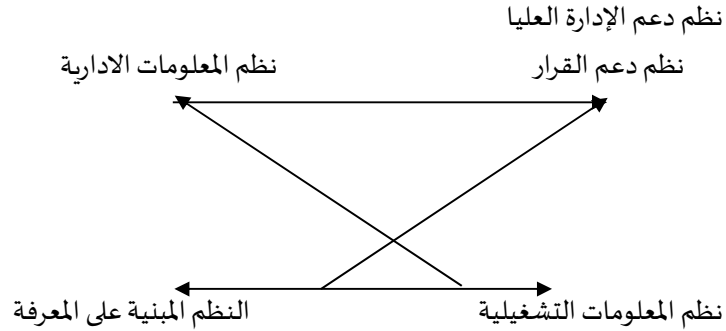 نظم دعم الإدارة العليا
نظم دعم القرار
نظم المعلومات الادارية
نظم المعلومات التشغيلية
النظم المبنية على المعرفة